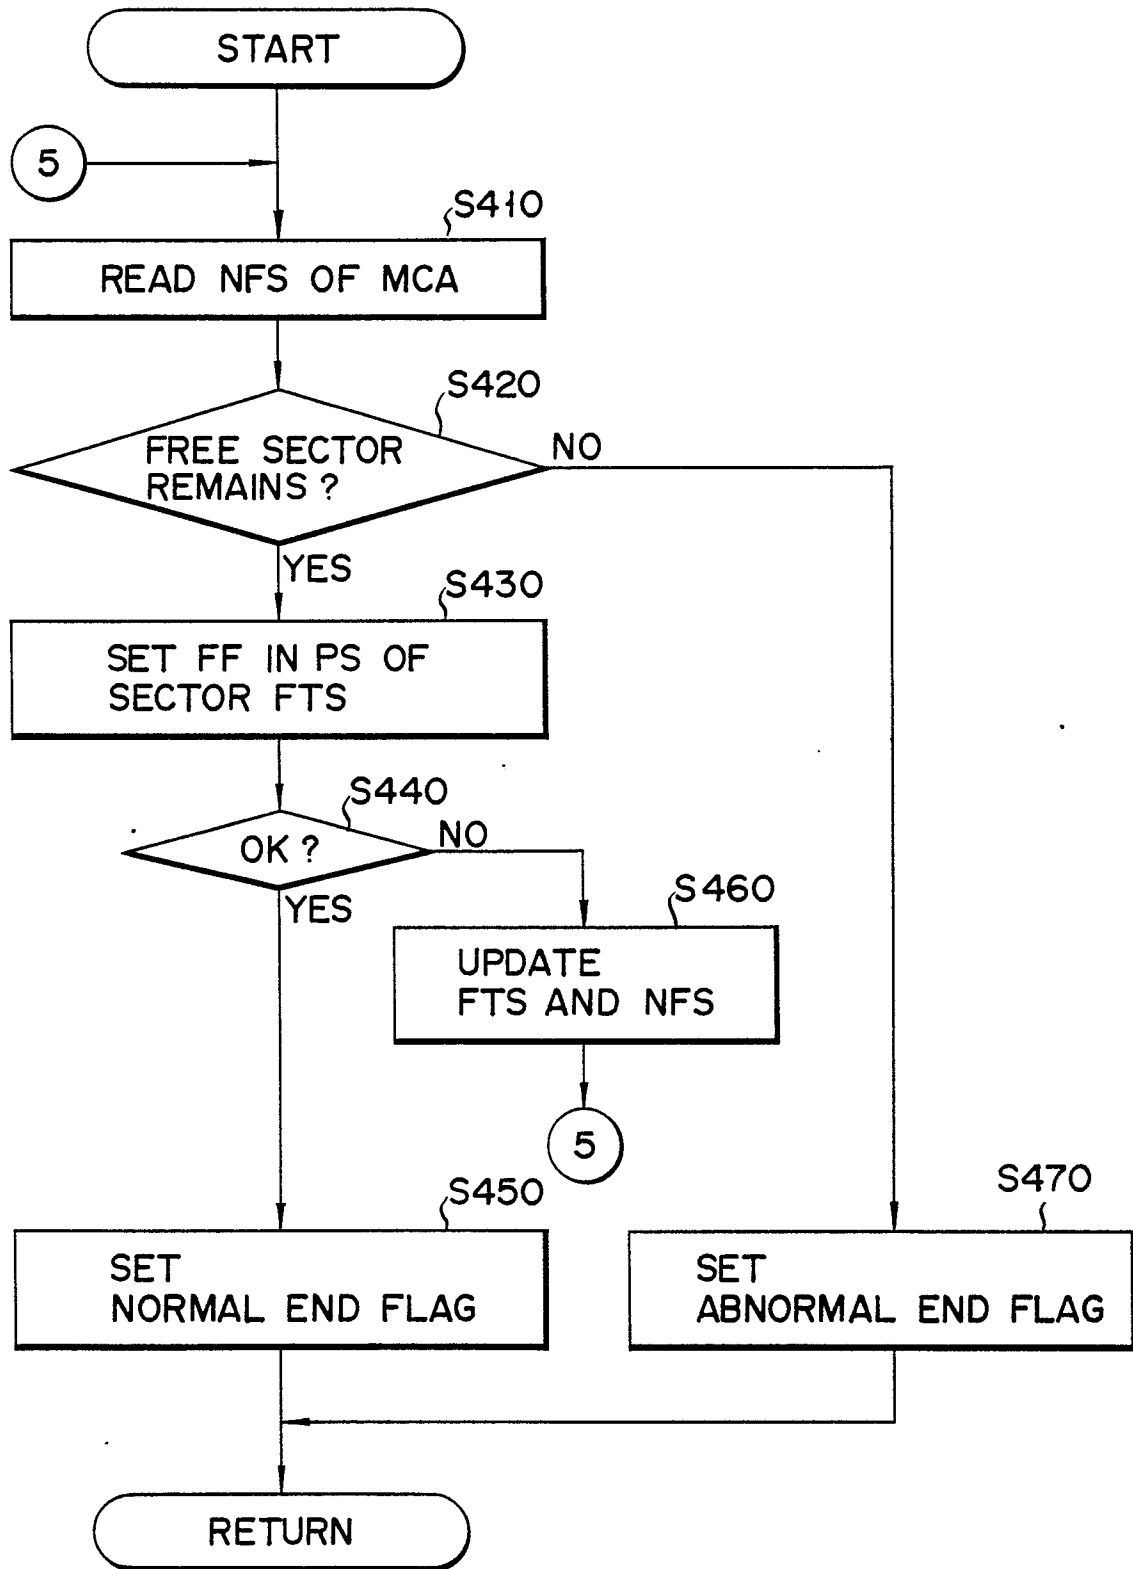 START
5
S410
READ NFS OF MCA
S420
FREE SECTOR
REMAINS ?
NO
YES
S430
SET FF IN PS OF
SECTOR FTS
S440
OK ?
NO
YES
S460
UPDATE
FTS AND NFS
5
S450
SET
NORMAL END FLAG
S470
SET
ABNORMAL END FLAG
RETURN